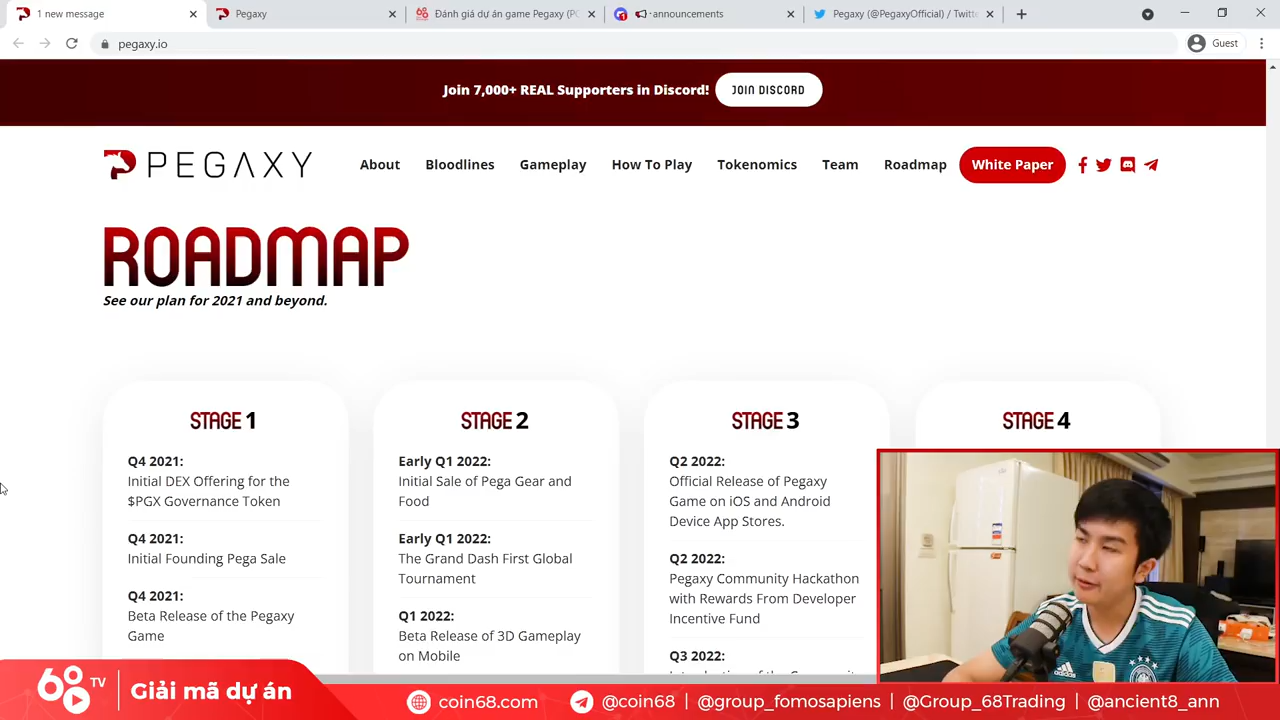 1 new message
Pegaxy
Đánh giá dự án game Pegaxy (P
announcements
Pegaxy (@PegaxyOfficial) / Twitt
pegaxy.io
Guest
Join 7,000+ REAL Supporters in Discord!
JOIN DISCORD
PEGAXY
About
Bloodlines
Gameplay
How To Play
Tokenomics
Team
Roadmap
White Paper
ROADMAP
See our plan for 2021 and beyond.
STAGE 1
Q4 2021:
Initial DEX Offering for the
$PGX Governance Token
Q4 2021:
Initial Founding Pega Sale
Q4 2021:
Beta Release of the Pegaxy
Game
STAGE 2
Early Q1 2022:
Initial Sale of Pega Gear and
Food
Early Q1 2022:
The Grand Dash First Global
Tournament
Q1 2022:
Beta Release of 3D Gameplay
on Mobile
STAGE 3
Q2 2022:
Official Release of Pegaxy
Game on iOS and Android
Device App Stores.
Q2 2022:
Pegaxy Community Hackathon
with Rewards From Developer
Incentive Fund
Q3 2022:
STAGE 4
adidas
68 TV
Giải mã dự án
coin68.com
@coin68 | @group_fomosapiens | @Group_68Trading | @ancient8_ann